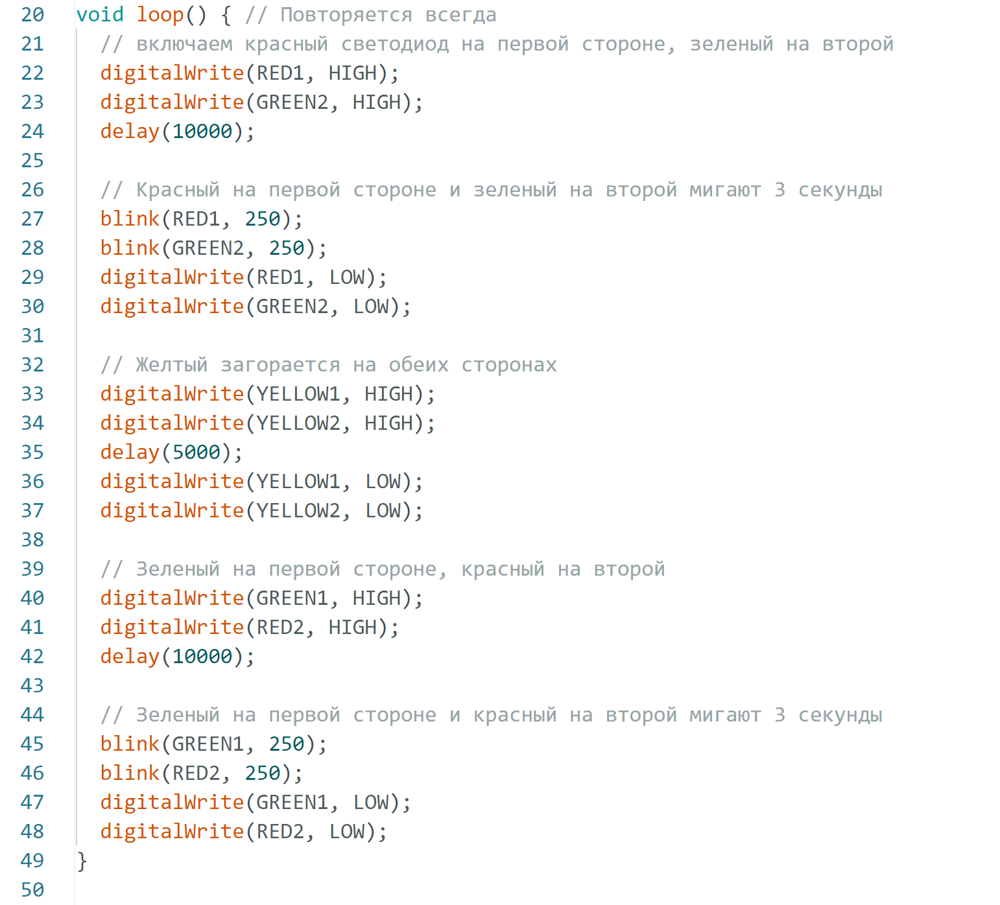 20 void loop() { // Повторяется всегда
21 // включаем красный светодиод на первой стороне, зеленый на второй
22 digitalWrite(RED1, HIGH);
23 digitalWrite(GREEN2, HIGH);
24 delay(10000);
25
26 // Красный на первой стороне и зеленый на второй мигают 3 секунды
27 blink(RED1, 250);
28 blink(GREEN2, 250);
29 digitalWrite(RED1, LOW);
30 digitalWrite(GREEN2, LOW);
31
32 // Желтый загорается на обеих сторонах
33 digitalWrite(YELLOW1, HIGH);
34 digitalWrite(YELLOW2, HIGH);
35 delay(5000);
36 digitalWrite(YELLOW1, LOW);
37 digitalWrite(YELLOW2, LOW);
38
39 // Зеленый на первой стороне, красный на второй
40 digitalWrite(GREEN1, HIGH);
41 digitalWrite(RED2, HIGH);
42 delay(10000);
43
44 // Зеленый на первой стороне и красный на второй мигают 3 секунды
45 blink(GREEN1, 250);
46 blink(RED2, 250);
47 digitalWrite(GREEN1, LOW);
48 digitalWrite(RED2, LOW);
49 }
50